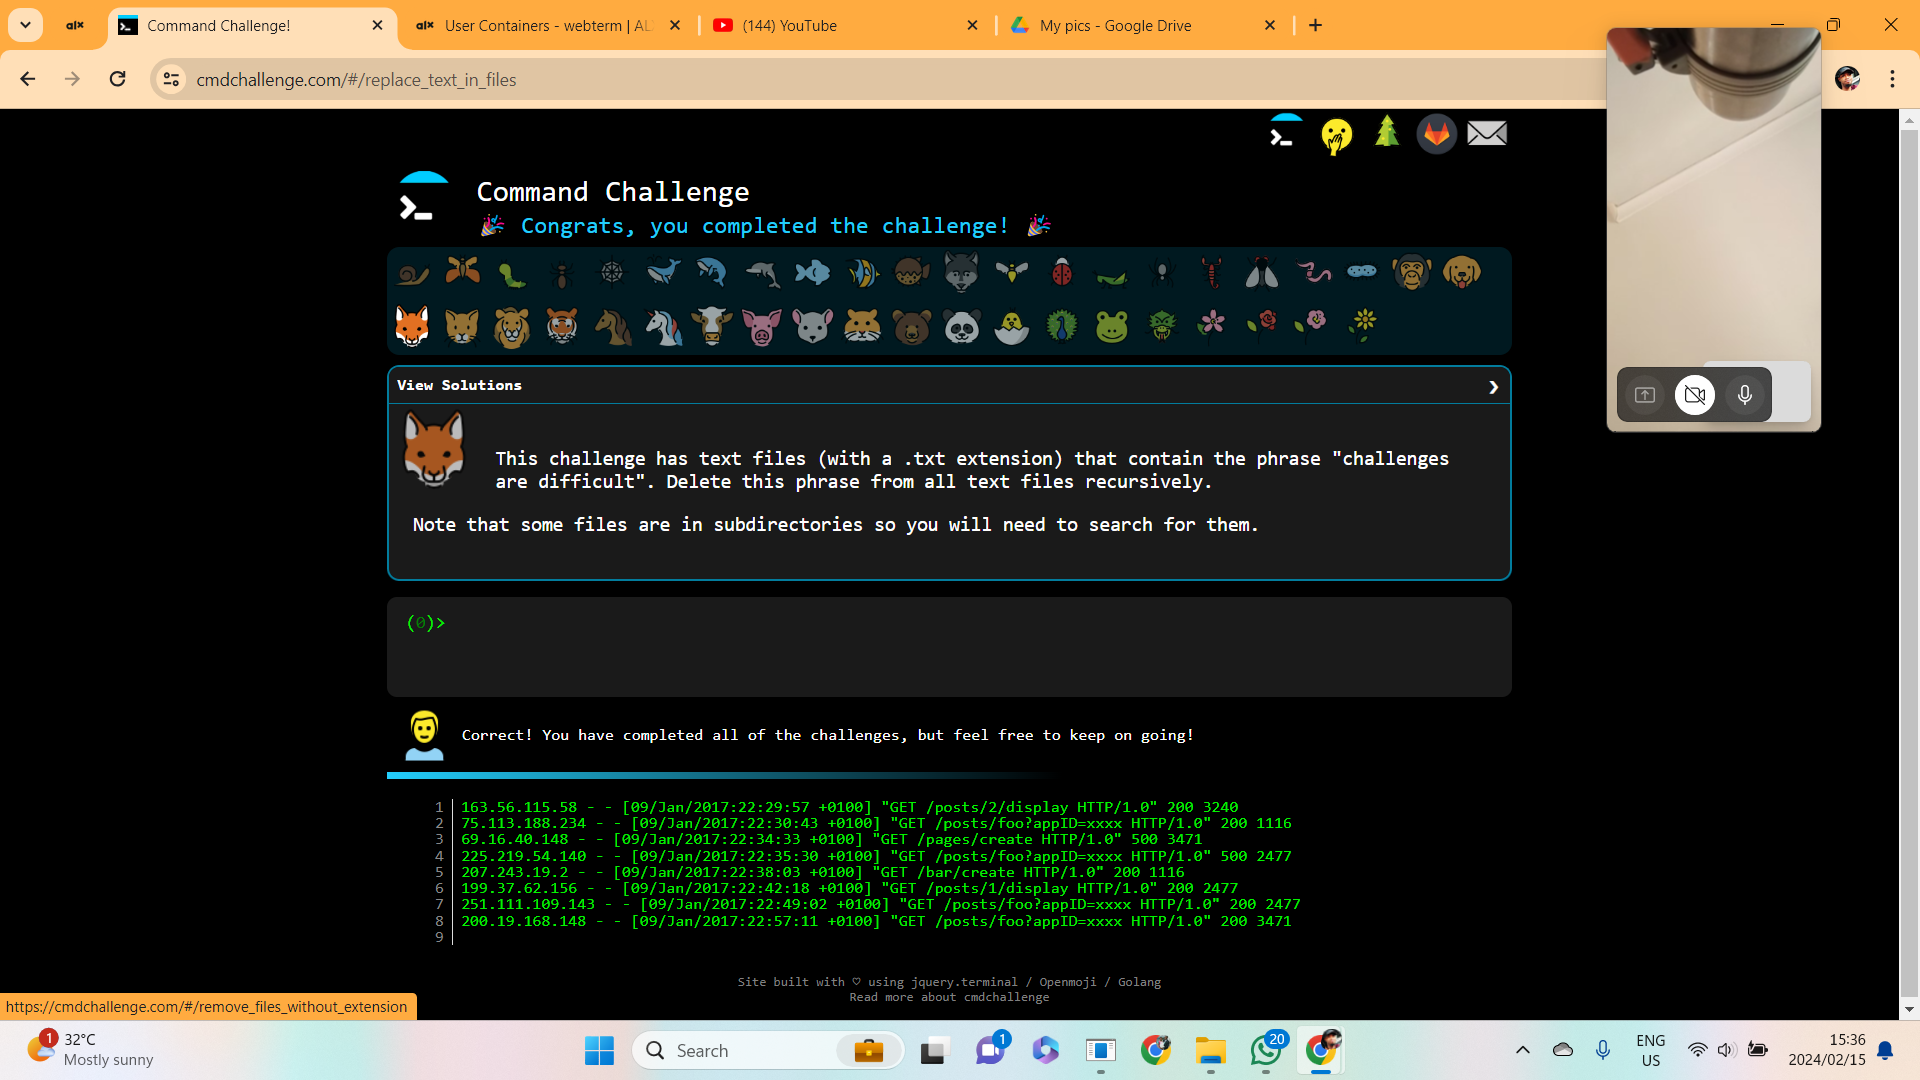 alx
Command Challenge!
alx
User Containers - webterm | AL
(144) YouTube
My pics - Google Drive
cmdchallenge.com/#/replace_text_in_files
Command Challenge
Congrats, you completed the challenge!
View Solutions
This challenge has text files (with a .txt extension) that contain the phrase "challenges
are difficult". Delete this phrase from all text files recursively.
Note that some files are in subdirectories so you will need to search for them.
(0)>
Correct! You have completed all of the challenges, but feel free to keep on going!
1 163.56.115.58 - - [09/Jan/2017:22:29:57 +0100] "GET /posts/2/display HTTP/1.0" 200 3240
2 75.113.188.234 - - [09/Jan/2017:22:30:43 +0100] "GET /posts/foo?appID=xxxx HTTP/1.0" 200 1116
3 69.16.40.148 - - [09/Jan/2017:22:34:33 +0100] "GET /pages/create HTTP/1.0" 500 3471
4 225.219.54.140 - - [09/Jan/2017:22:35:30 +0100] "GET /posts/foo?appID=xxxx HTTP/1.0" 500 2477
5 207.243.19.2 - - [09/Jan/2017:22:38:03 +0100] "GET /bar/create HTTP/1.0" 200 1116
6 199.37.62.156 - - [09/Jan/2017:22:42:18 +0100] "GET /posts/1/display HTTP/1.0" 200 2477
7 251.111.109.143 - - [09/Jan/2017:22:49:02 +0100] "GET /posts/foo?appID=xxxx HTTP/1.0" 200 2477
8 200.19.168.148 - - [09/Jan/2017:22:57:11 +0100] "GET /posts/foo?appID=xxxx HTTP/1.0" 200 3471
9
Site built with ♡ using jquery.terminal / Openmoji / Golang
Read more about cmdchallenge
https://cmdchallenge.com/#/remove_files_without_extension
1
32°C
Mostly sunny
Search
1
20
ENG
US
15:36
2024/02/15